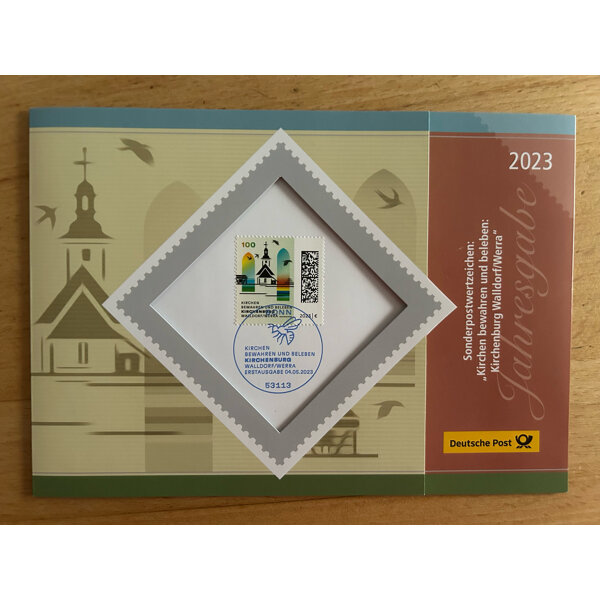 100
KIRCHEN
BEWAHREN UND BELEBEN
KIRCHENBURG
WALLDORF/WERRA
2023
€
BONN
KIRCHEN
BEWAHREN UND BELEBEN
KIRCHENBURG
WALLDORF/WERRA
ERSTAUSGABE 04.05.2023
53113
2023
Jahresgabe
Sonderpostwertzeichen:
„Kirchen bewahren und beleben:
Kirchenburg Walldorf/Werra“
Deutsche Post